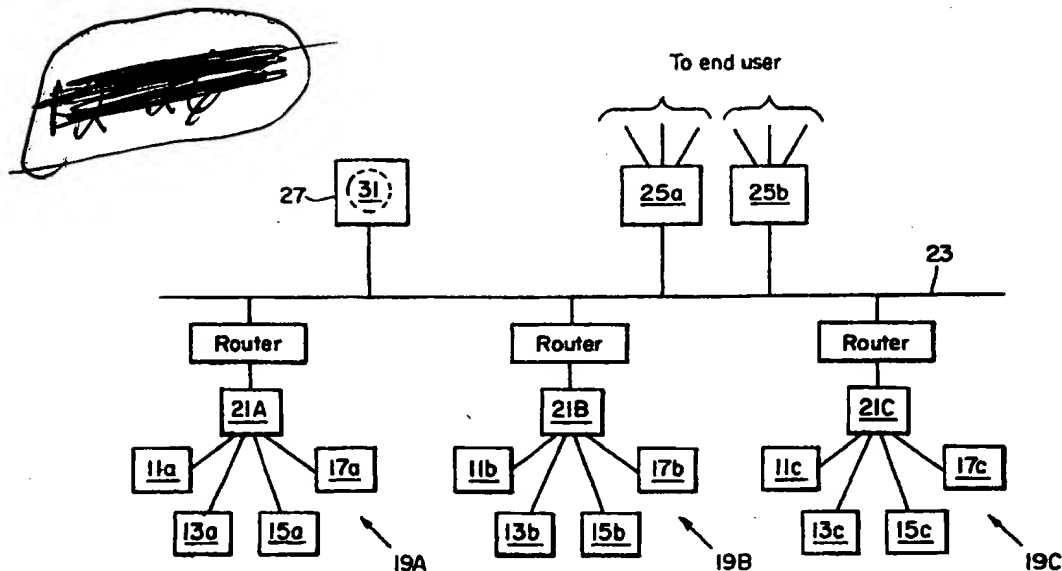 To end user
27
31
25a
25b
23
Router
Router
Router
21A
21B
21C
11a
17a
11b
17b
11c
17c
13a
15a
13b
15b
13c
15c
19A
19B
19C